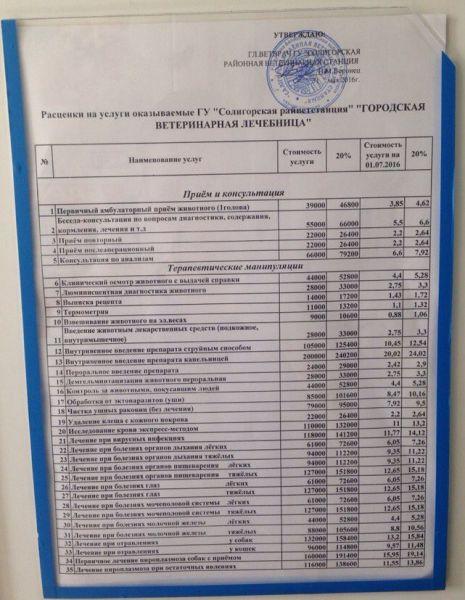 УТВЕРЖДАЮ:
ГЛ.ВЕТВРАЧ ГУ "СОЛИГОРСКАЯ
РАЙОННАЯ ВЕТЕРИНАРНАЯ СТАНЦИЯ
Воронец
2016г.
Расценки на услуги оказываемые ГУ "Солигорская райветстанция" "ГОРОДСКАЯ
ВЕТЕРИНАРНАЯ ЛЕЧЕБНИЦА"
№ Наименование услуг Стоимость услуги 20% Стоимость услуги на 01.07.2016 20%
Приём и консультация
1 Первичный амбулаторный приём животного (1голова) 39000 46800 3,85 4,62
Беседа-консультации по вопросам диагностики, содержания,
2 кормления, лечения и т.д 55000 66000 5,5 6,6
3 Приём повторный 22000 26400 2,2 2,64
4 Приём послеоперационный 22000 26400 2,2 2,64
5 Консультация по анализам 66000 79200 6,6 7,92
Терапевтические манипуляции
6 Клинический осмотр животного с выдачей справки 44000 52800 4,4 5,28
7 Люминисцентная диагностика животного 28000 33000 2,75 3,3
8 Выписка рецепта 14000 17200 1,43 1,72
9 Термометрия 11000 13200 1,1 1,32
10 Взвешивание животного на эл.весах 9000 10600 0,88 1,06
Введение животным лекарственных средств (подкожное,
11 внутримышечное) 28000 33000 2,75 3,3
12 Внутривенное введение препарата струйным способом 105000 125400 10,45 12,54
13 Внутривенное введение препарата капельницей 200000 240200 20,02 24,02
14 Пероральное введение препарата 24000 29000 2,42 2,9
15 Дегельминтанизация животного пероральная 28000 33000 2,75 3,3
16 Контроль за животными, покусавшим людей 44000 52800 4,4 5,28
17 Обработка от эктопаразитов (уши) 85000 101600 8,47 10,16
18 Чистка ушных раковин (без лечения) 79000 95000 7,92 9,5
19 Удаление клеща с кожного покрова 22000 26400 2,2 2,64
20 Исследование крови экспресс-методом 110000 132000 11 13,2
21 Лечение при вирусных инфекциях 118000 141200 11,77 14,12
22 Лечение при болезнях органов дыхания лёгких 61000 72600 6,05 7,26
23 Лечение при болезнях органов дыхания тяжёлых 94000 112200 9,35 11,22
24 Лечение при болезнях органов пищеварения лёгких 94000 112200 9,35 11,22
25 Лечение при болезнях органов пищеварения тяжёлых 127000 151800 12,65 15,18
26 Лечение при болезнях глаз лёгких 61000 72600 6,05 7,26
27 Лечение при болезнях глаз тяжёлых 127000 151800 12,65 15,18
28 Лечение при болезнях мочеполовой системы лёгких 61000 72600 6,05 7,26
29 Лечение при болезнях мочеполовой системы тяжёлых 127000 151800 12,65 15,18
30 Лечение при болезнях молочной железы лёгких 44000 52800 4,4 5,28
31 Лечение при болезнях молочной железы тяжёлых 88000 105600 8,8 10,56
32 Лечение при отравлениях у собак 132000 158400 13,2 15,84
33 Лечение при отравлениях у кошек 96000 114800 9,57 11,48
34 Первичное лечение пироплазмоза собак с приёмом 160000 191400 15,95 19,14
35 Лечение пироплазмоза при остаточных явлениях 116000 138600 11,55 13,86